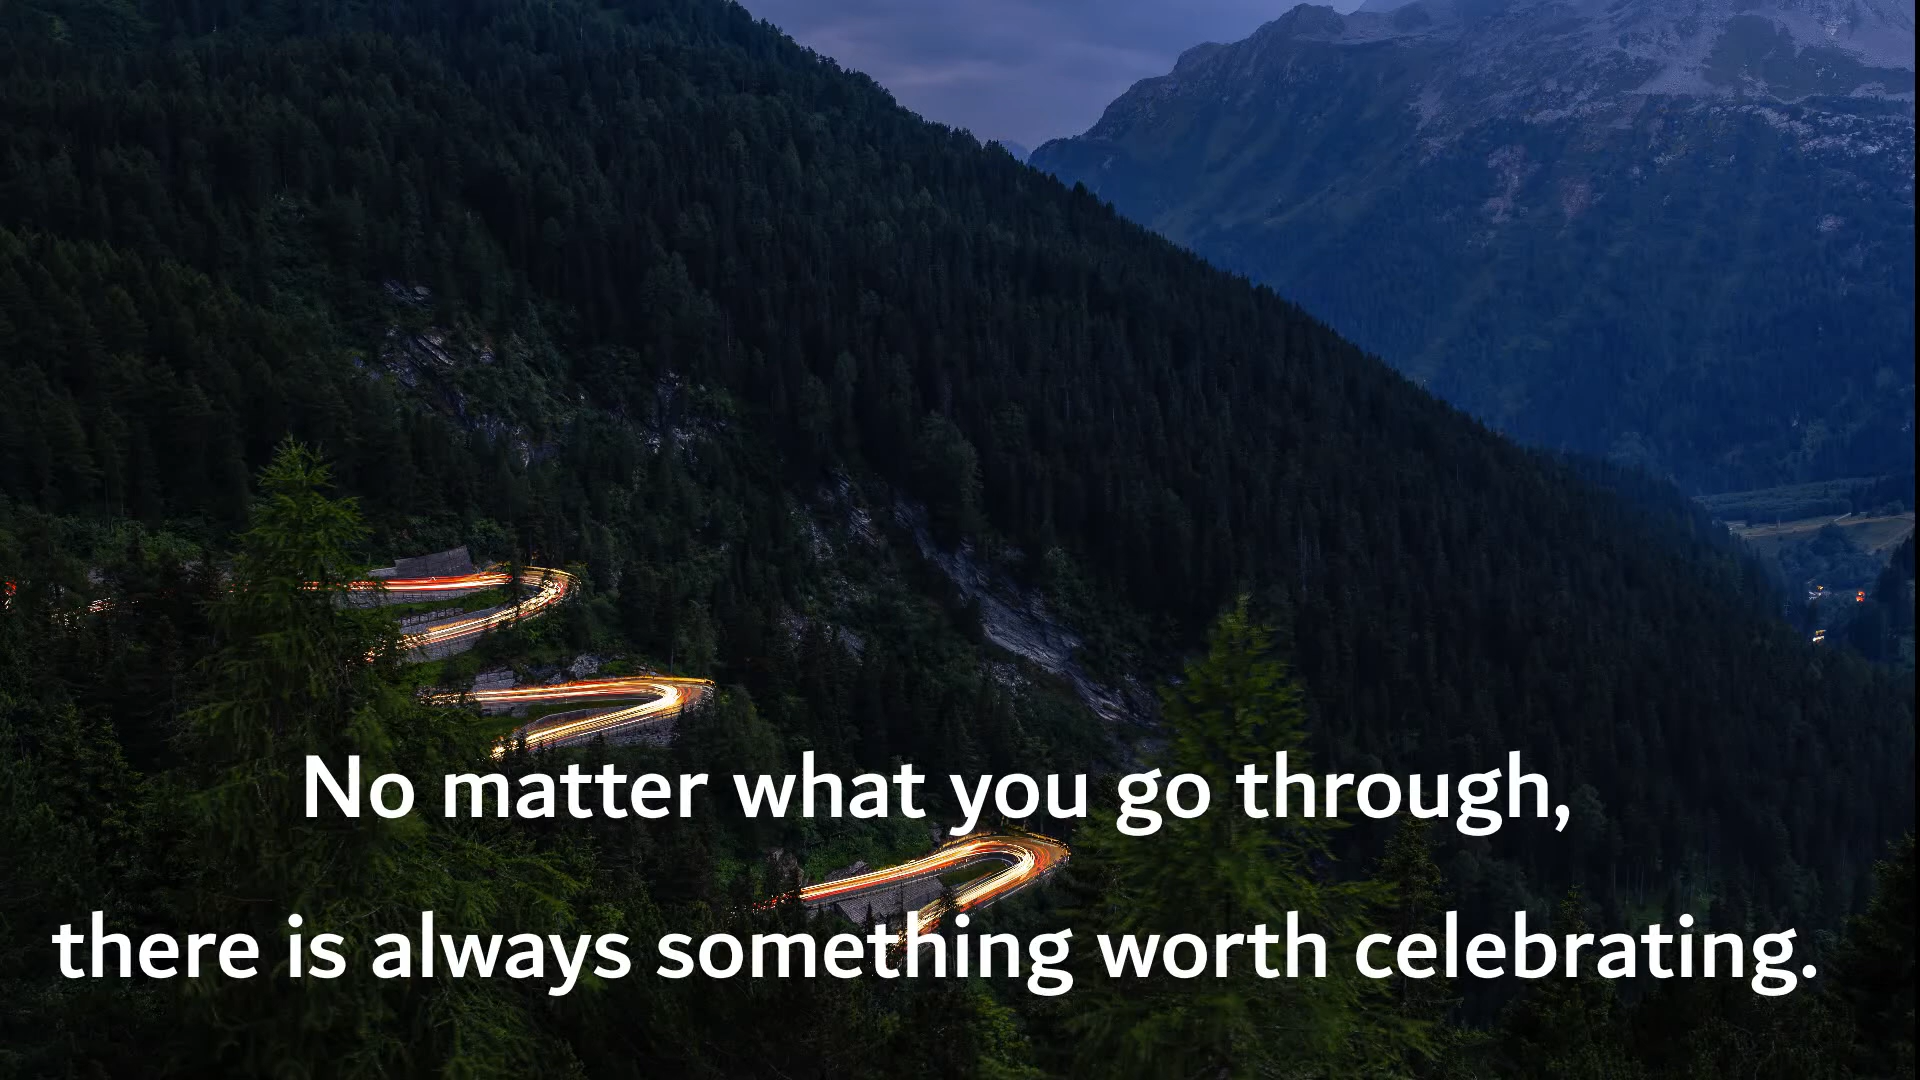 No matter what you go through,
there is always something worth celebrating.